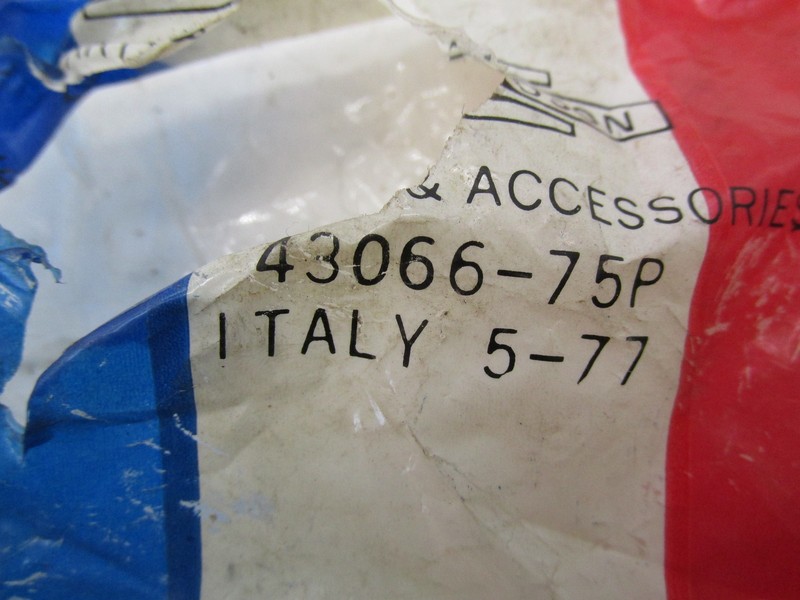 & ACCESSORIES
43066-75P
ITALY 5-77